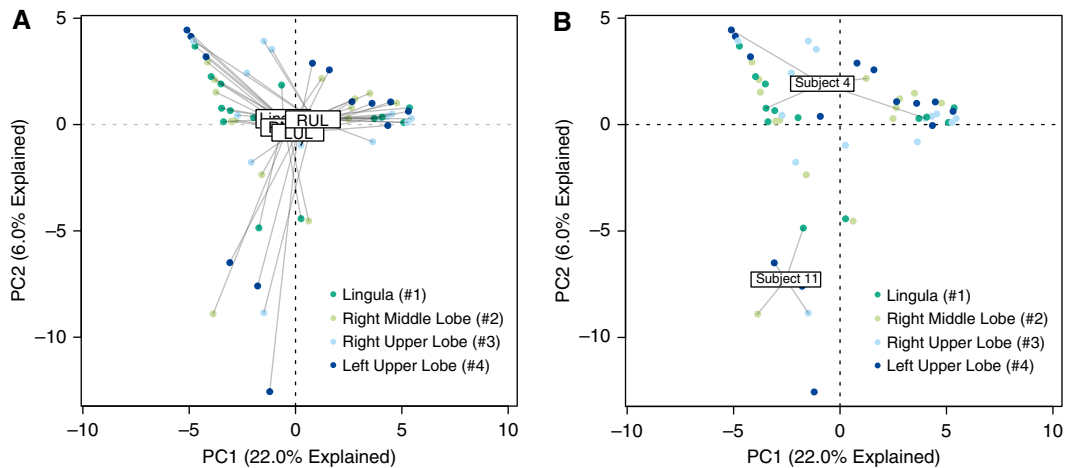 A
5
0
−5
−10
−10
−5
0
5
10
PC2 (6.0% Explained)
PC1 (22.0% Explained)
RUL
LUL
Lingula (#1)
Right Middle Lobe (#2)
Right Upper Lobe (#3)
Left Upper Lobe (#4)
B
5
0
−5
−10
−10
−5
0
5
10
PC2 (6.0% Explained)
PC1 (22.0% Explained)
Subject 4
Subject 11
Lingula (#1)
Right Middle Lobe (#2)
Right Upper Lobe (#3)
Left Upper Lobe (#4)